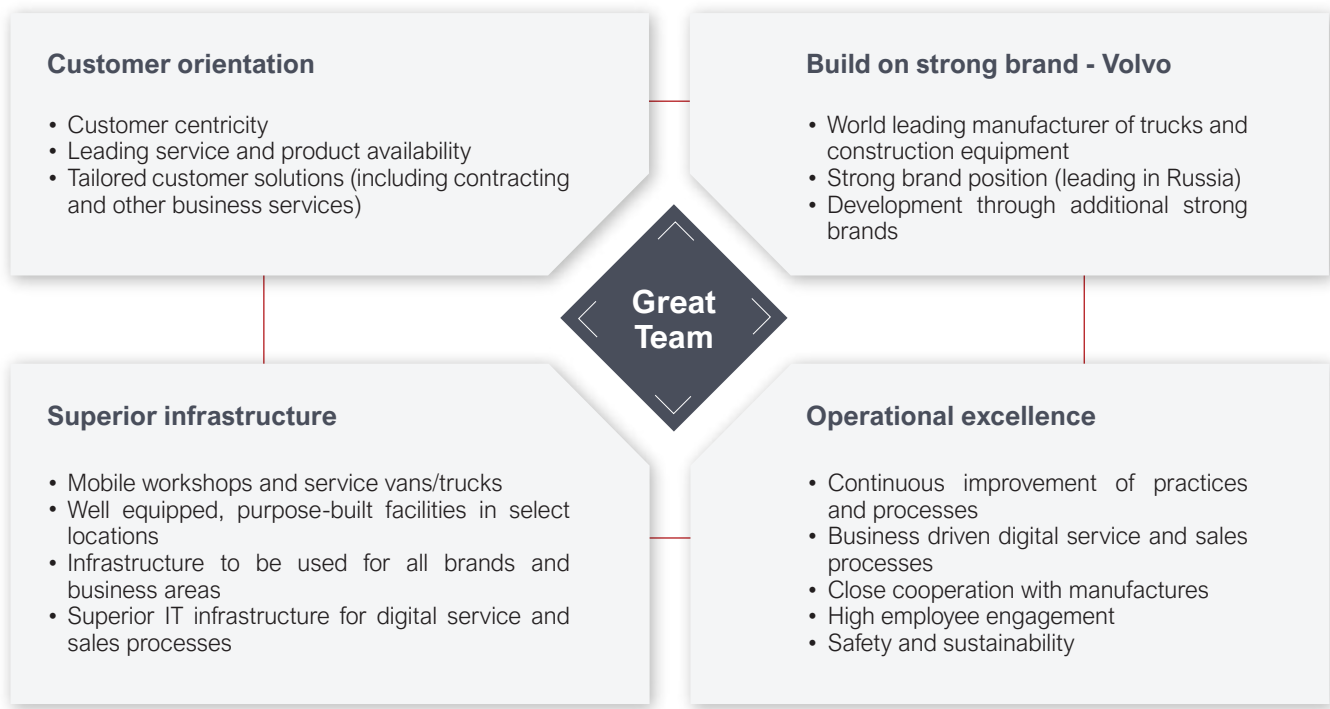 Customer orientation
• Customer centricity
• Leading service and product availability
• Tailored customer solutions (including contracting
and other business services)
Build on strong brand - Volvo
• World leading manufacturer of trucks and
construction equipment
• Strong brand position (leading in Russia)
• Development through additional strong
brands
Great
Team
Superior infrastructure
• Mobile workshops and service vans/trucks
• Well equipped, purpose-built facilities in select
locations
• Infrastructure to be used for all brands and
business areas
• Superior IT infrastructure for digital service and
sales processes
Operational excellence
• Continuous improvement of practices
and processes
• Business driven digital service and sales
processes
• Close cooperation with manufactures
• High employee engagement
• Safety and sustainability